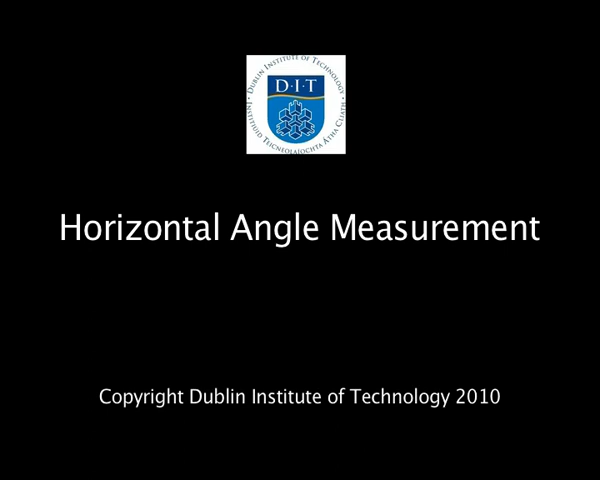 DUBLIN INSTITUTE OF TECHNOLOGY
D·I·T
INSTITIÚID TEICNEOLAÍOCHTA ÁTHA CLIATH
Horizontal Angle Measurement
Copyright Dublin Institute of Technology 2010